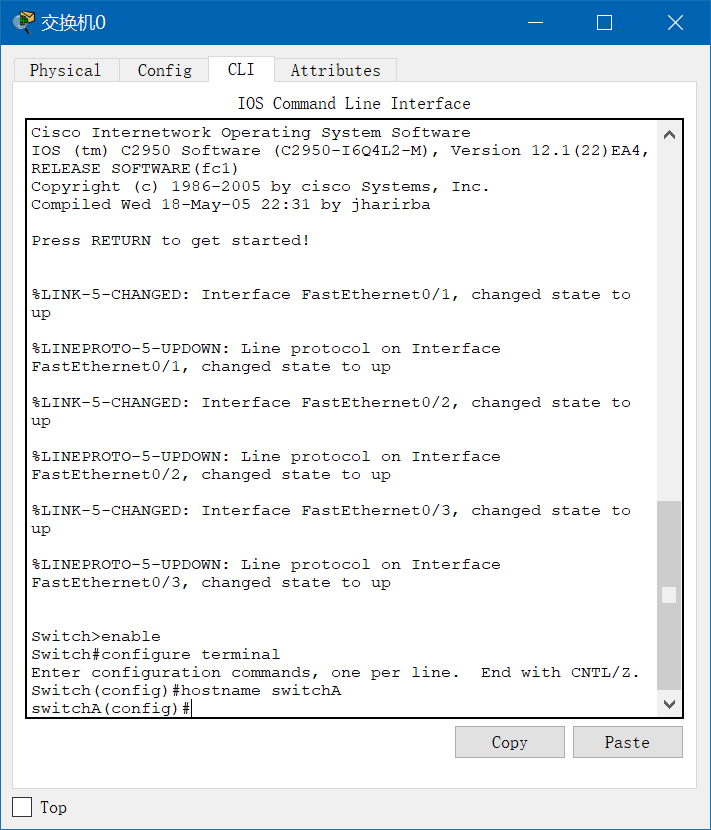 交换机0
Physical Config CLI Attributes
IOS Command Line Interface
Cisco Internetwork Operating System Software
IOS (tm) C2950 Software (C2950-I6Q4L2-M), Version 12.1(22)EA4,
RELEASE SOFTWARE(fc1)
Copyright (c) 1986-2005 by cisco Systems, Inc.
Compiled Wed 18-May-05 22:31 by jharirba
Press RETURN to get started!
%LINK-5-CHANGED: Interface FastEthernet0/1, changed state to
up
%LINEPROTO-5-UPDOWN: Line protocol on Interface
FastEthernet0/1, changed state to up
%LINK-5-CHANGED: Interface FastEthernet0/2, changed state to
up
%LINEPROTO-5-UPDOWN: Line protocol on Interface
FastEthernet0/2, changed state to up
%LINK-5-CHANGED: Interface FastEthernet0/3, changed state to
up
%LINEPROTO-5-UPDOWN: Line protocol on Interface
FastEthernet0/3, changed state to up
Switch>enable
Switch#configure terminal
Enter configuration commands, one per line.  End with CNTL/Z.
Switch(config)#hostname switchA
switchA(config)#
Copy Paste
Top